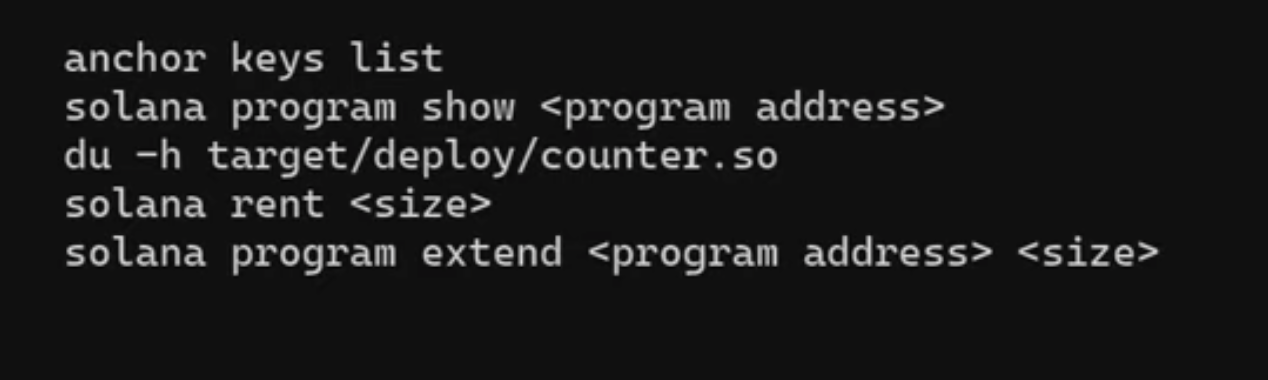 anchor keys list
solana program show <program address>
du -h target/deploy/counter.so
solana rent <size>
solana program extend <program address> <size>